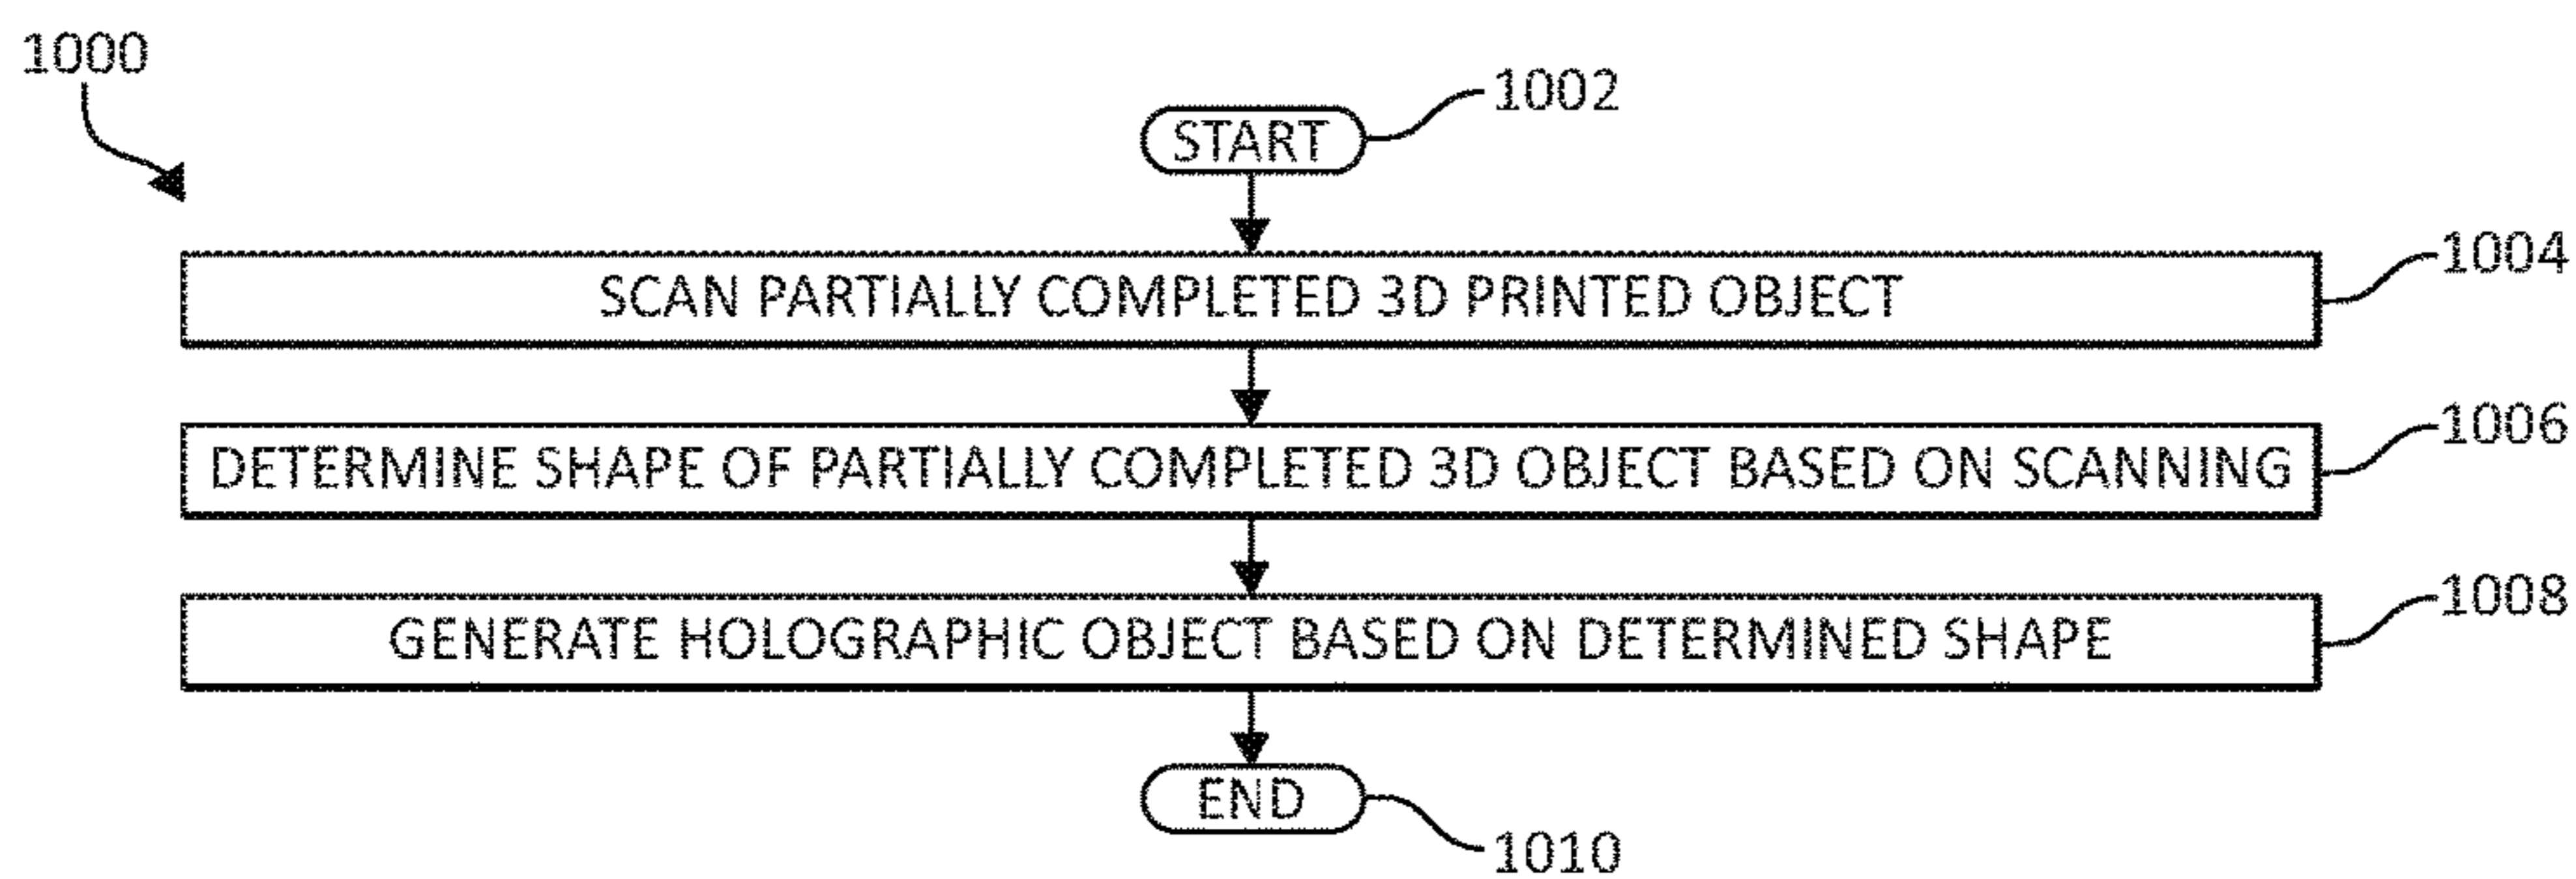 1000
START
1002
SCAN PARTIALLY COMPLETED 3D PRINTED OBJECT
1004
DETERMINE SHAPE OF PARTIALLY COMPLETED 3D OBJECT BASED ON SCANNING
1006
GENERATE HOLOGRAPHIC OBJECT BASED ON DETERMINED SHAPE
1008
END
1010